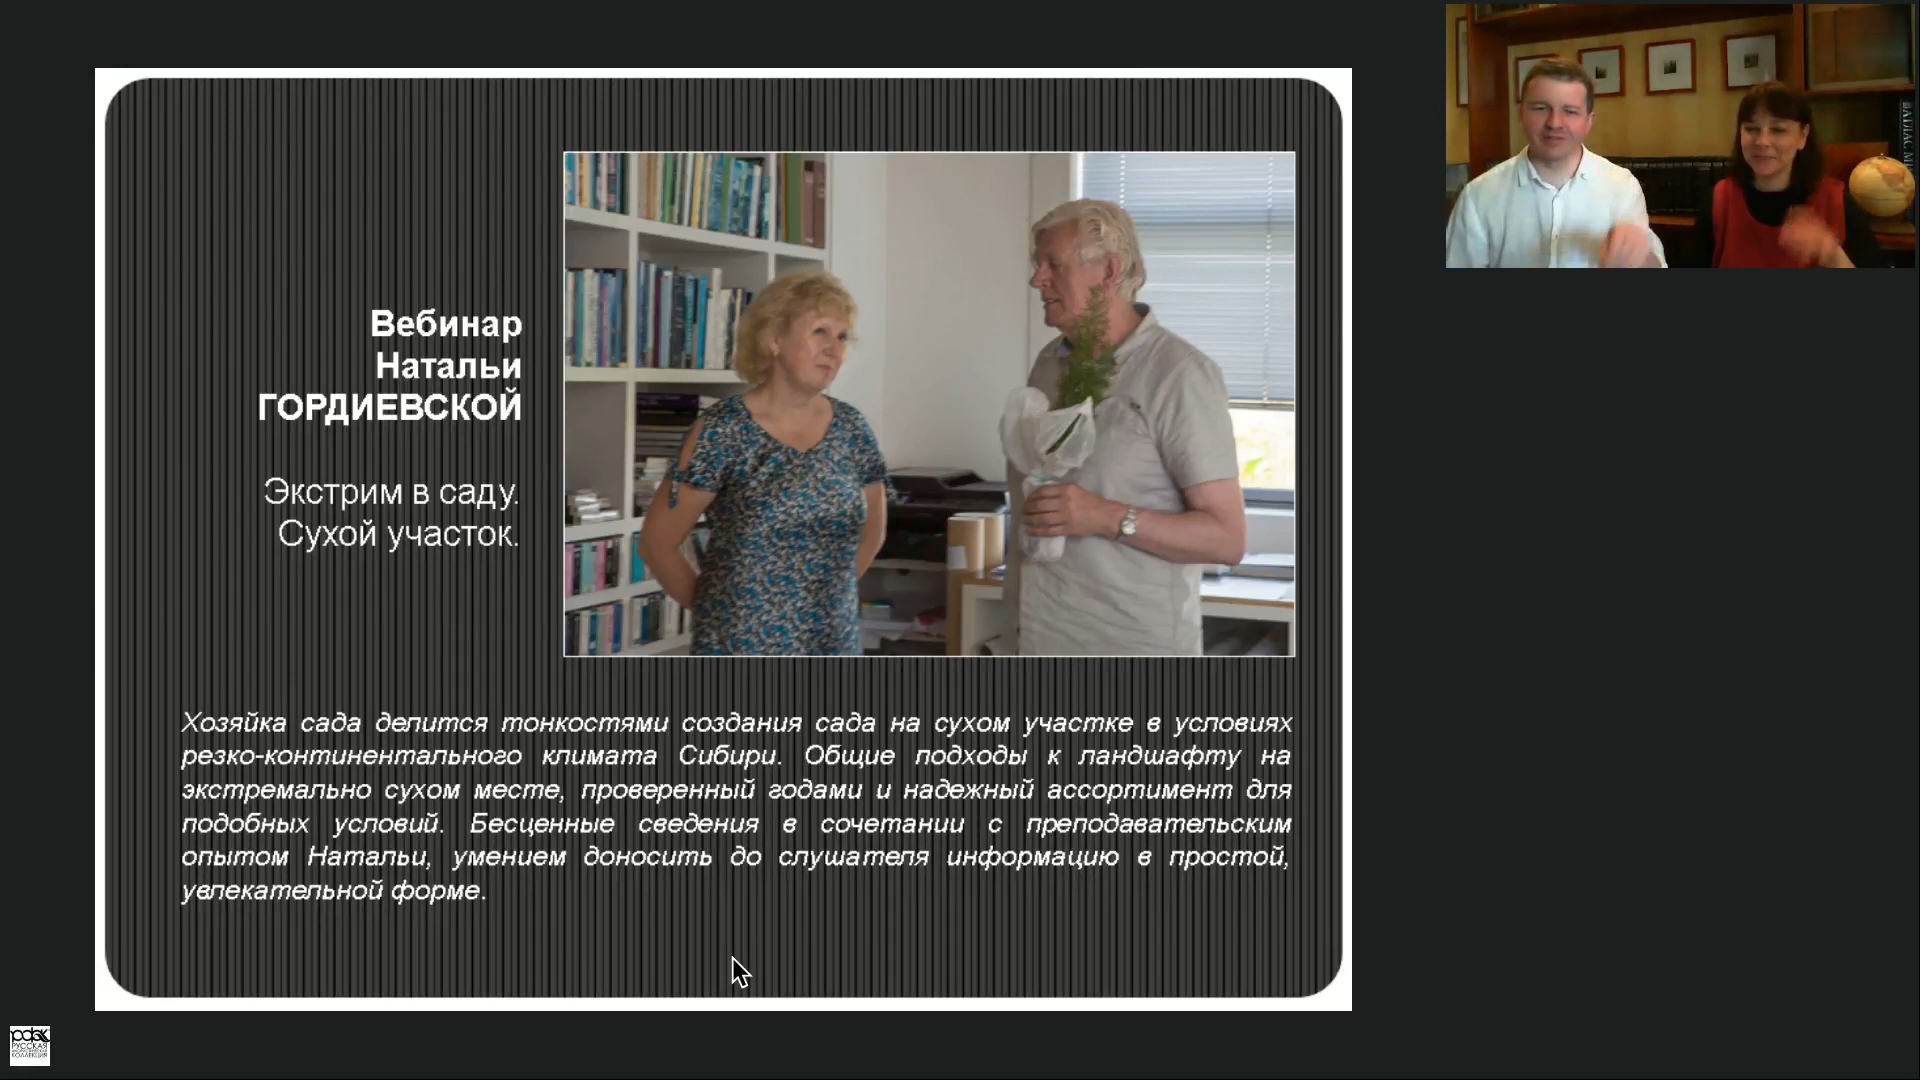 Вебинар
Натальи
ГОРДИЕВСКОЙ
Экстрим в саду.
Сухой участок.
Хозяйка сада делится тонкостями создания сада на сухом участке в условиях
резко-континентального климата Сибири. Общие подходы к ландшафту на
экстремально сухом месте, проверенный годами и надежный ассортимент для
подобных условий. Бесценные сведения в сочетании с преподавательским
опытом Натальи, умением доносить до слушателя информацию в простой,
увлекательной форме.
РУССКАЯ
КОЛЛЕКЦИЯ